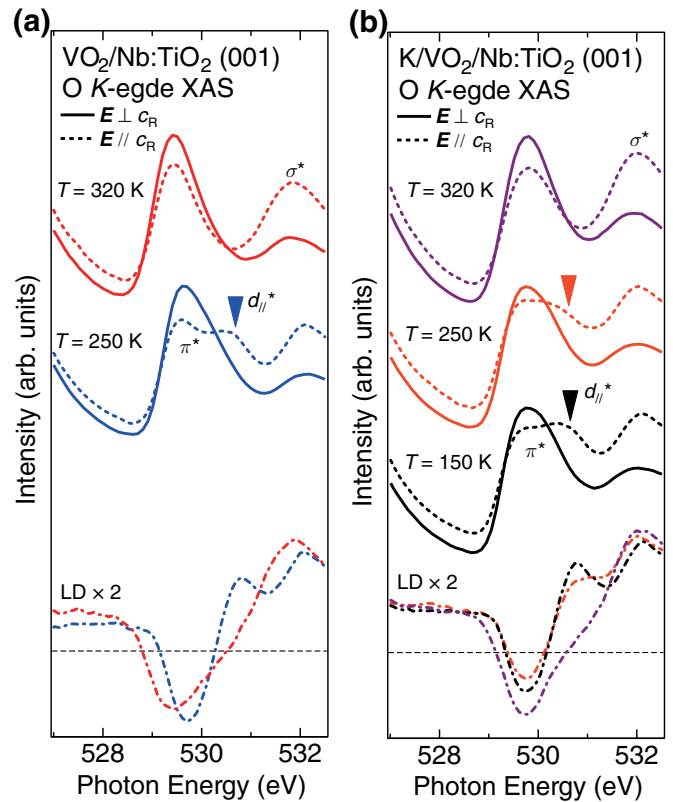 (a)
VO2/Nb:TiO2 (001)
O K-egde XAS
E ⊥ cR
E // cR
σ*
T = 320 K
d//*
T = 250 K
π*
LD × 2
Intensity (arb. units)
528 530 532
Photon Energy (eV)
(b)
K/VO2/Nb:TiO2 (001)
O K-egde XAS
E ⊥ cR
E // cR
σ*
T = 320 K
T = 250 K
d//*
T = 150 K
π*
LD × 2
Intensity (arb. units)
528 530 532
Photon Energy (eV)